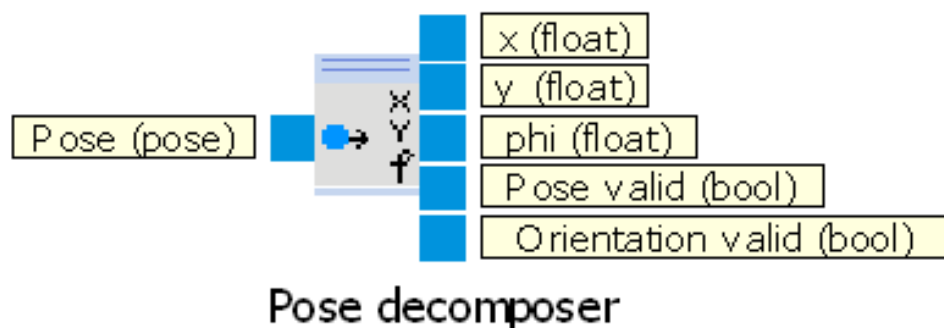 x (float)
y (float)
Pose (pose)
X
Y
phi (float)
Pose valid (bool)
Orientation valid (bool)
Pose decomposer